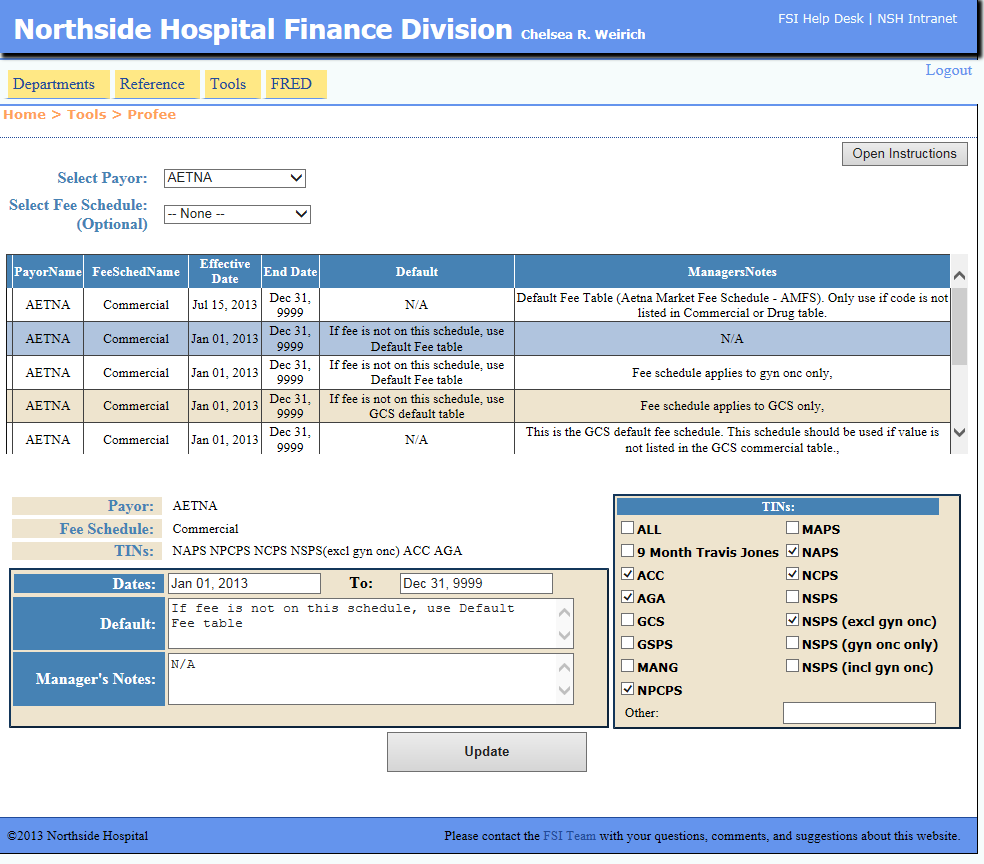 Northside Hospital Finance Division Chelsea R. Weirich
FSI Help Desk | NSH Intranet
Logout
Departments Reference Tools FRED
Home > Tools > Profee
Open Instructions
Select Payor: AETNA
Select Fee Schedule: -- None --
(Optional)
PayorName FeeSchedName Effective Date End Date Default ManagersNotes
AETNA Commercial Jul 15, 2013 Dec 31, 9999 N/A Default Fee Table (Aetna Market Fee Schedule - AMFS). Only use if code is not listed in Commercial or Drug table.
AETNA Commercial Jan 01, 2013 Dec 31, 9999 If fee is not on this schedule, use Default Fee table N/A
AETNA Commercial Jan 01, 2013 Dec 31, 9999 If fee is not on this schedule, use Default Fee table Fee schedule applies to gyn onc only,
AETNA Commercial Jan 01, 2013 Dec 31, 9999 If fee is not on this schedule, use GCS default table Fee schedule applies to GCS only,
AETNA Commercial Jan 01, 2013 Dec 31, 9999 N/A This is the GCS default fee schedule. This schedule should be used if value is not listed in the GCS commercial table.,
Payor: AETNA
Fee Schedule: Commercial
TINs: NAPS NPCPS NCPS NSPS(excl gyn onc) ACC AGA
Dates: Jan 01, 2013 To: Dec 31, 9999
Default: If fee is not on this schedule, use Default
Fee table
Manager's Notes: N/A
TINs:
ALL MAPS
9 Month Travis Jones NAPS
ACC NCPS
AGA NSPS
GCS NSPS (excl gyn onc)
GSPS NSPS (gyn onc only)
MANG NSPS (incl gyn onc)
NPCPS
Other:
Update
©2013 Northside Hospital
Please contact the FSI Team with your questions, comments, and suggestions about this website.